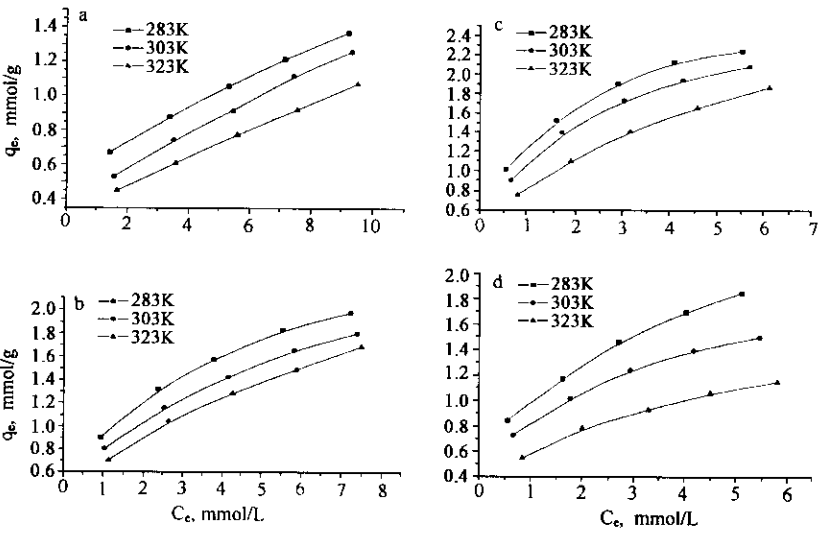 a
283K
303K
323K
qe, mmol/g
1.4
1.2
1.0
0.8
0.6
0.4
0 2 4 6 8 10
c
283K
303K
323K
2.4
2.2
2.0
1.8
1.6
1.4
1.2
1.0
0.8
0.6
0 1 2 3 4 5 6 7
b
283K
303K
323K
qe, mmol/g
2.0
1.8
1.6
1.4
1.2
1.0
0.8
0.6
0 1 2 3 4 5 6 7 8
Ce, mmol/L
d
283K
303K
323K
2.0
1.8
1.6
1.4
1.2
1.0
0.8
0.6
0.4
0 1 2 3 4 5 6
Ce, mmol/L